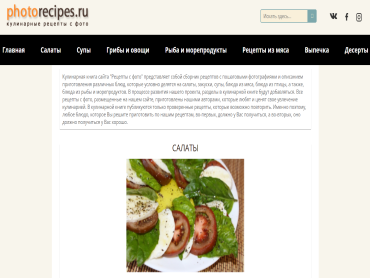 photorecipes.ru
кулинарные рецепты с фото
Искать здесь...
Главная Салаты Супы Грибы и овощи Рыба и морепродукты Рецепты из мяса Выпечка Десерты
Кулинарная книга сайта "Рецепты с фото" представляет собой сборник рецептов с пошаговыми фотографиями и описанием
приготовления различных блюд, которые условно делятся на салаты, закуски, супы, блюда из мяса, блюда из птицы, а также,
блюда из рыбы и морепродуктов. В процессе развития нашего проекта, разделы в кулинарной книге будут добавляться. Все
рецепты с фото, размещенные на нашем сайте, приготовлены нашими авторами, которые любят и ценят свое увлечение
кулинарией. В кулинарной книге публикуются только проверенные рецепты, которые возможно повторить. Именно поэтому,
любое блюдо, которое Вы решите приготовить по нашим рецептам, во-первых, должно у Вас получиться, а во-вторых, оно
должно получиться у Вас хорошо.
САЛАТЫ